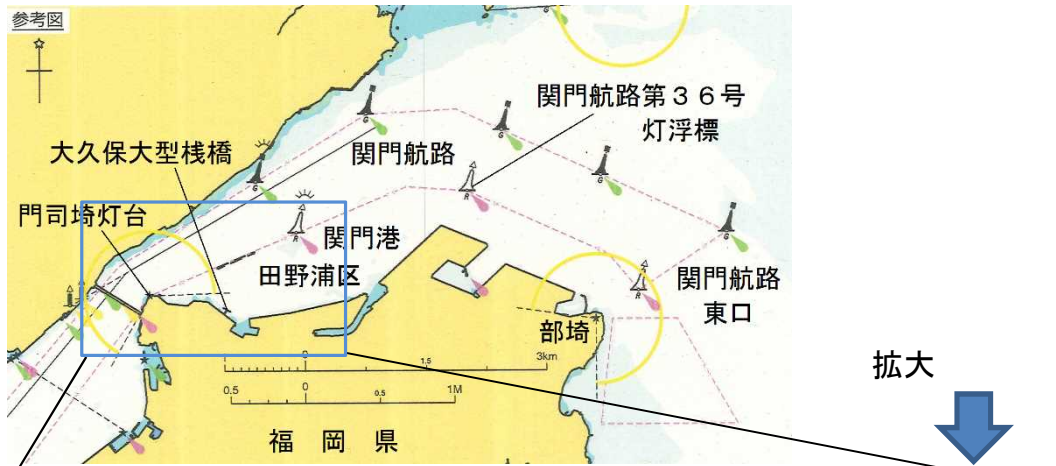 参考図
関門航路第３６号
灯浮標
大久保大型桟橋
関門航路
門司埼灯台
関門港
田野浦区
関門航路
東口
部埼
拡大
G
G
G
G
G
R
R
R
0
1.5
3km
0.5
0
0.5
1M
福岡県